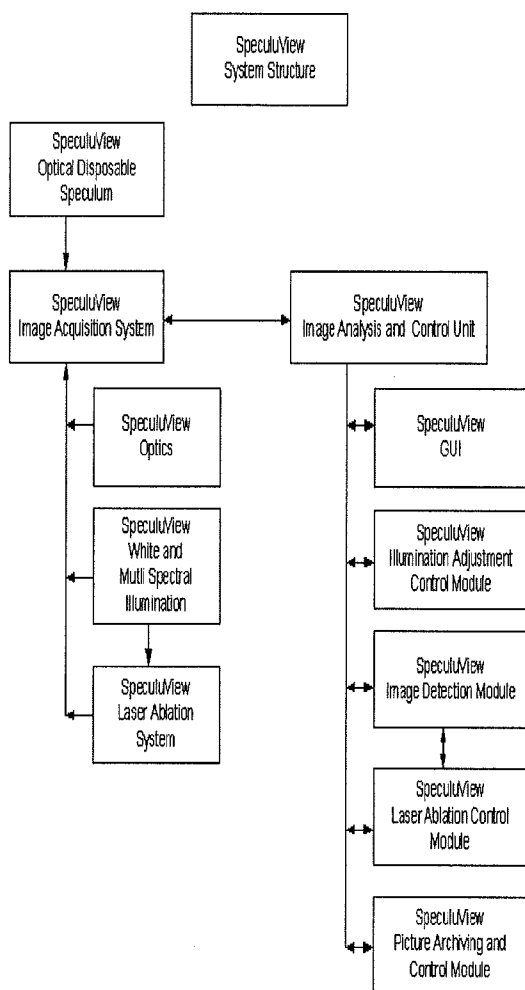 SpeculuView
System Structure
SpeculuView
Optical Disposable
Speculum
SpeculuView
Image Acquisition System
SpeculuView
Image Analysis and Control Unit
SpeculuView
Optics
SpeculuView
White and
Mutli Spectral
Illumination
SpeculuView
Laser Ablation
System
SpeculuView
GUI
SpeculuView
Illumination Adjustment
Control Module
SpeculuView
Image Detection Module
SpeculuView
Laser Ablation Control
Module
SpeculuView
Picture Archiving and
Control Module